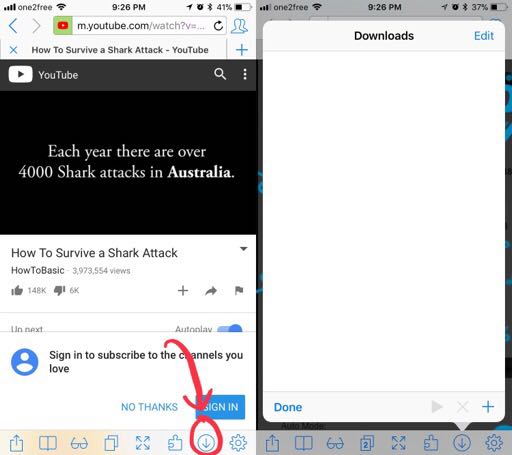 one2free 9:26 PM 41%
m.youtube.com/watch?v=...
How To Survive a Shark Attack - YouTube
YouTube
Each year there are over
4000 Shark attacks in Australia.
How To Survive a Shark Attack
HowToBasic · 3,973,554 views
148K 6K
Up next Autoplay
Sign in to subscribe to the channels you
love
NO THANKS SIGN IN
one2free 9:26 PM 37%
Downloads Edit
Done
Auto Mode:
2